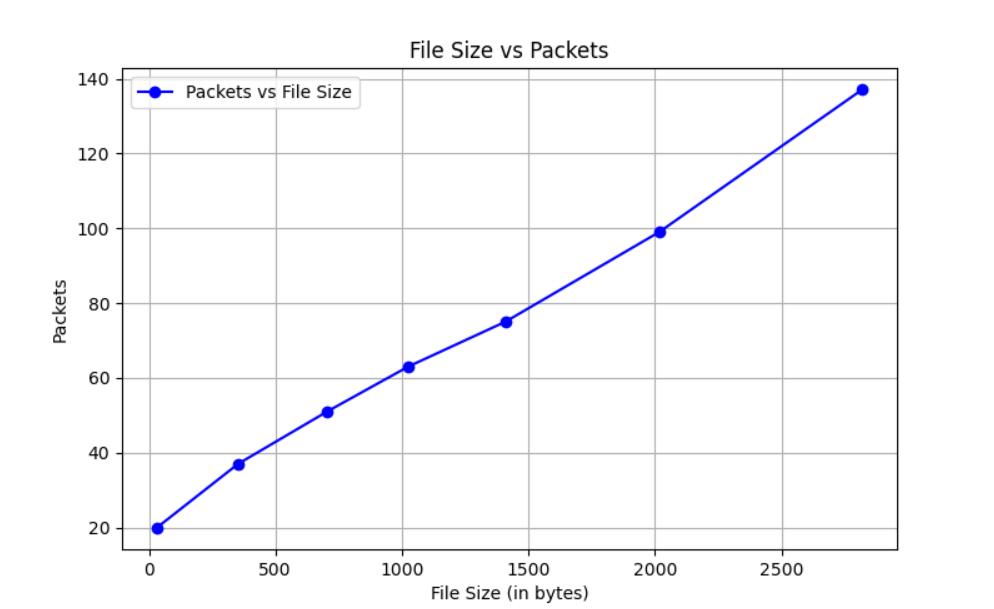 File Size vs Packets
Packets vs File Size
140
120
100
80
60
40
20
Packets
0 500 1000 1500 2000 2500
File Size (in bytes)